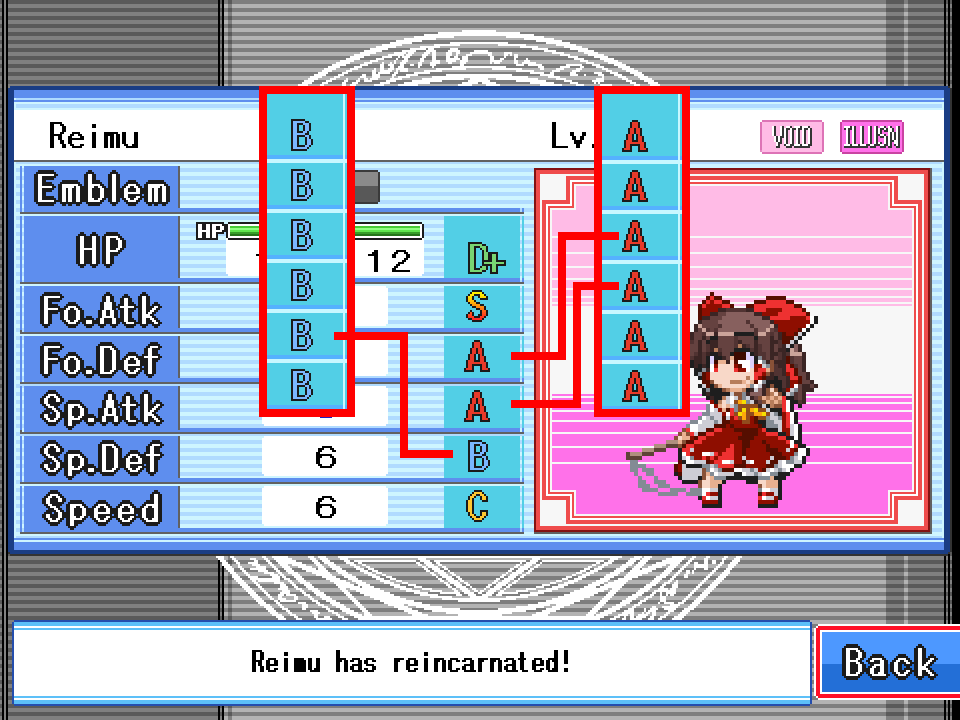 Reimu B Lv. A VOID ILLUSN
Emblem B A
HP HP B 12 D+ A
Fo.Atk B S A
Fo.Def B A A
Sp.Atk B A A
Sp.Def 6 B
Speed 6 C
Reimu has reincarnated!
Back